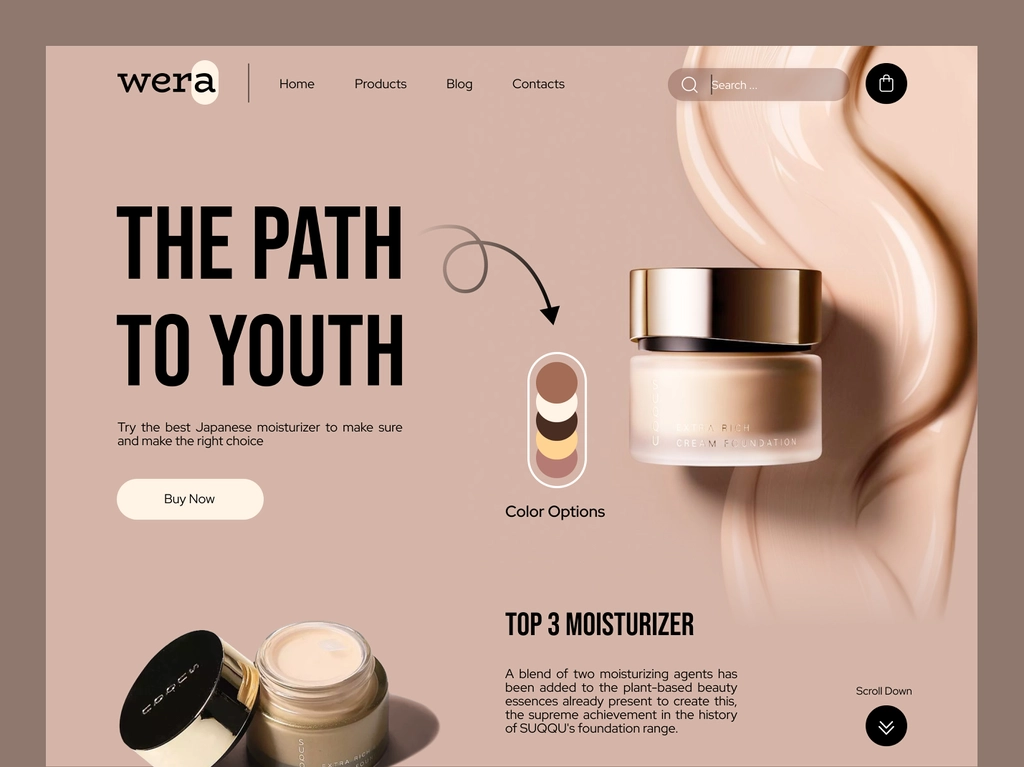 wera
Home
Products
Blog
Contacts
Search ...
THE PATH
TO YOUTH
Try the best Japanese moisturizer to make sure
and make the right choice
Buy Now
EXTRA RICH
CREAM FOUNDATION
Color Options
TOP 3 MOISTURIZER
A blend of two moisturizing agents has
been added to the plant-based beauty
essences already present to create this,
the supreme achievement in the history
of SUQQU's foundation range.
Scroll Down
SUQQU